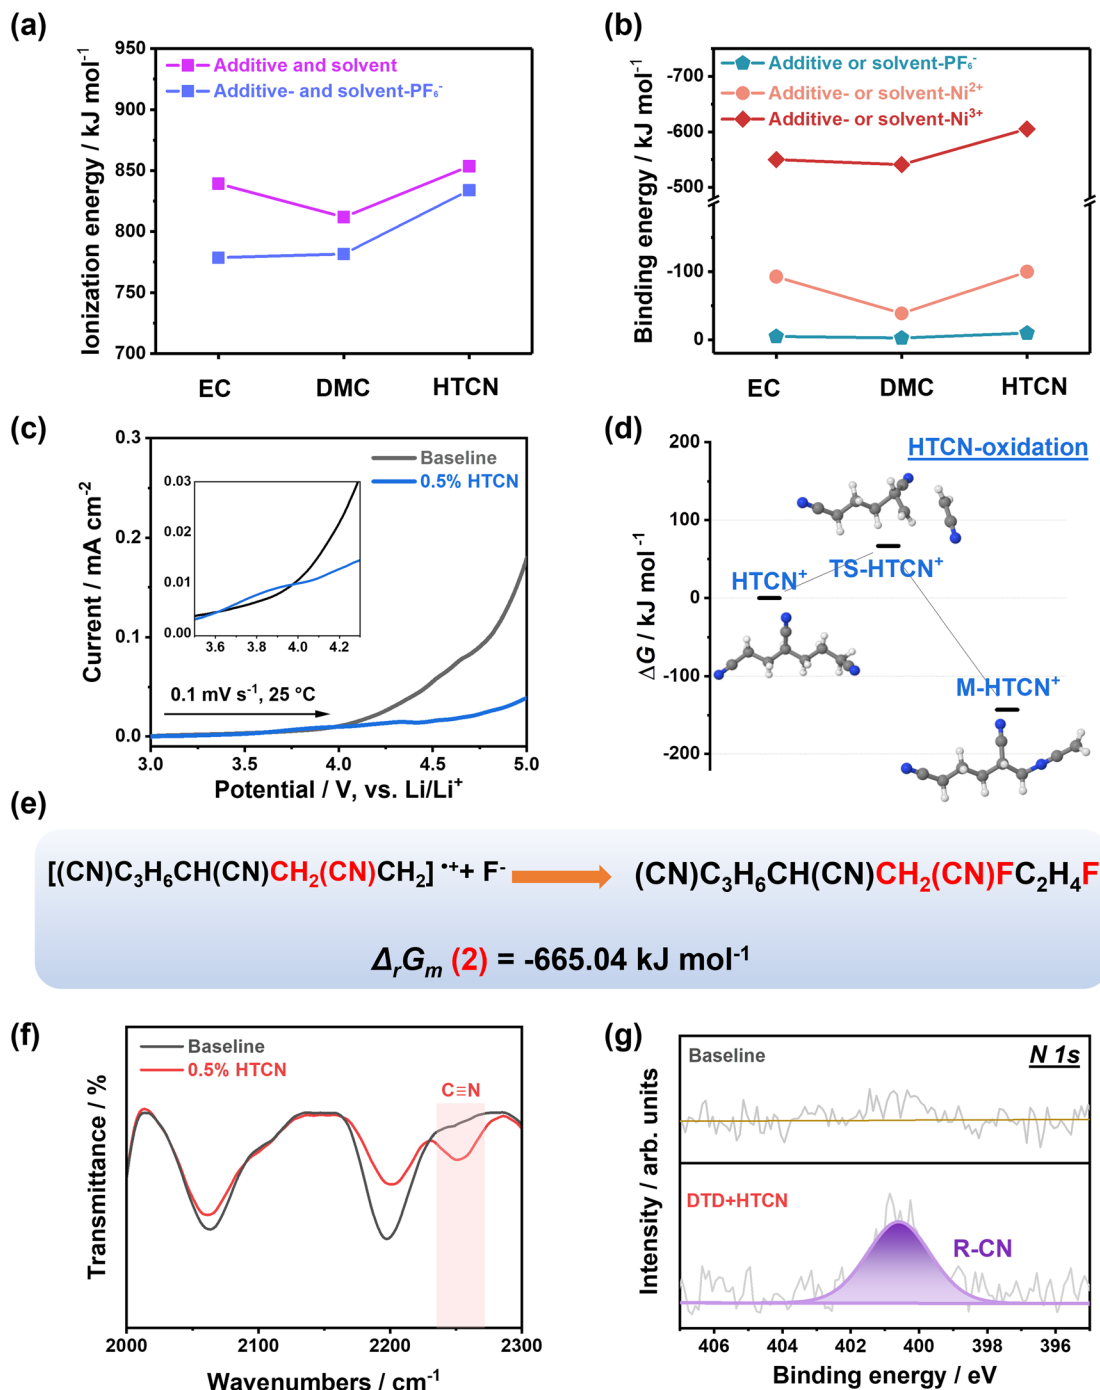 (a)
950
900
850
800
750
700
Ionization energy / kJ mol⁻¹
Additive and solvent
Additive- and solvent-PF₆⁻
EC DMC HTCN
(b)
-700
-600
-500
-100
0
Binding energy / kJ mol⁻¹
Additive or solvent-PF₆⁻
Additive- or solvent-Ni²⁺
Additive- or solvent-Ni³⁺
EC DMC HTCN
(c)
0.3
0.2
0.1
0.0
Current / mA cm⁻²
Baseline
0.5% HTCN
0.03
0.02
0.01
0.00
3.6 3.8 4.0 4.2
0.1 mV s⁻¹, 25 °C
3.0 3.5 4.0 4.5 5.0
Potential / V, vs. Li/Li⁺
(d)
200
100
0
-100
-200
ΔG / kJ mol⁻¹
HTCN-oxidation
HTCN⁺
TS-HTCN⁺
M-HTCN⁺
(e)
[(CN)C₃H₆CH(CN)CH₂(CN)CH₂] •⁺+ F⁻
(CN)C₃H₆CH(CN)CH₂(CN)FC₂H₄F
ΔᵣGₘ (2) = -665.04 kJ mol⁻¹
(f)
Transmittance / %
Baseline
0.5% HTCN
C≡N
2000 2100 2200 2300
Wavenumbers / cm⁻¹
(g)
Intensity / arb. units
Baseline
N 1s
DTD+HTCN
R-CN
406 404 402 400 398 396
Binding energy / eV